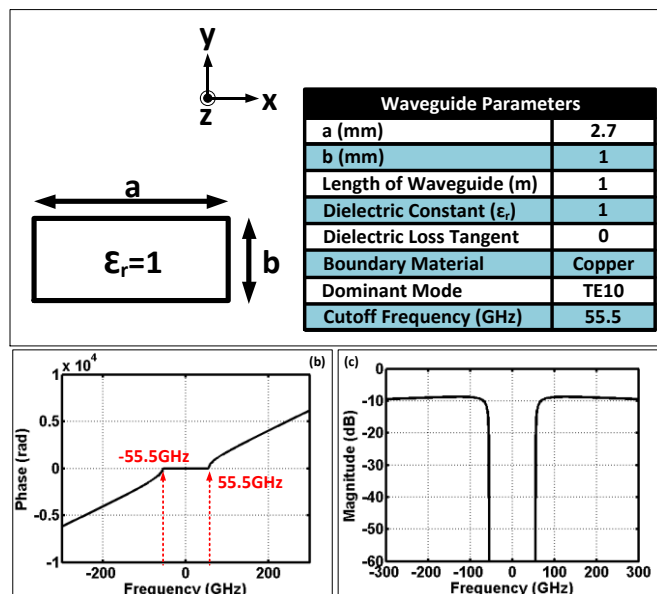 y
x
z
a
εr=1
b
Waveguide Parameters
a (mm) 2.7
b (mm) 1
Length of Waveguide (m) 1
Dielectric Constant (εr) 1
Dielectric Loss Tangent 0
Boundary Material Copper
Dominant Mode TE10
Cutoff Frequency (GHz) 55.5
x 10^4
(b)
1
0.5
0
-0.5
-1
Phase (rad)
-55.5GHz
55.5GHz
-200 0 200
Frequency (GHz)
(c)
0
-10
-20
-30
-40
-50
-60
Magnitude (dB)
-300 -200 -100 0 100 200 300
Frequency (GHz)